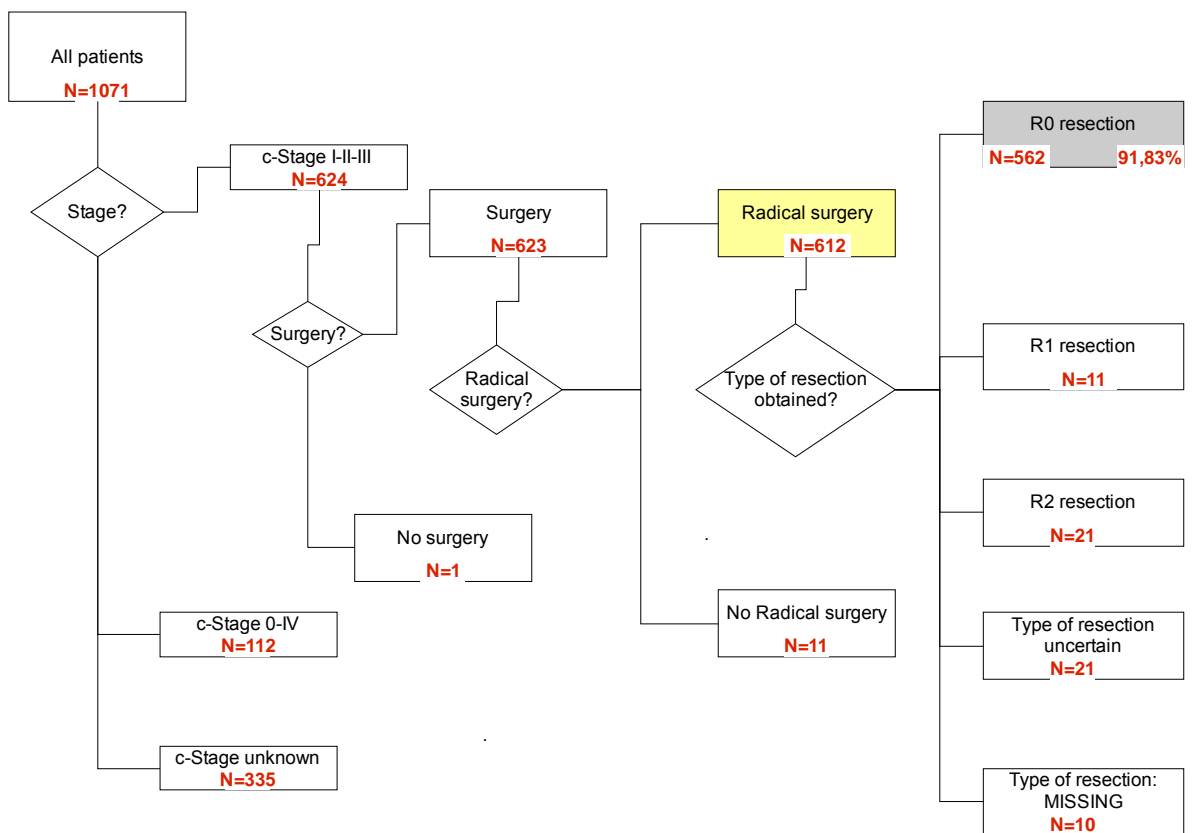 All patients
N=1071
Stage?
c-Stage I-II-III
N=624
Surgery?
Surgery
N=623
Radical
surgery?
No surgery
N=1
c-Stage 0-IV
N=112
c-Stage unknown
N=335
Radical surgery
N=612
Type of resection
obtained?
No Radical surgery
N=11
R0 resection
N=562 91,83%
R1 resection
N=11
R2 resection
N=21
Type of resection
uncertain
N=21
Type of resection:
MISSING
N=10